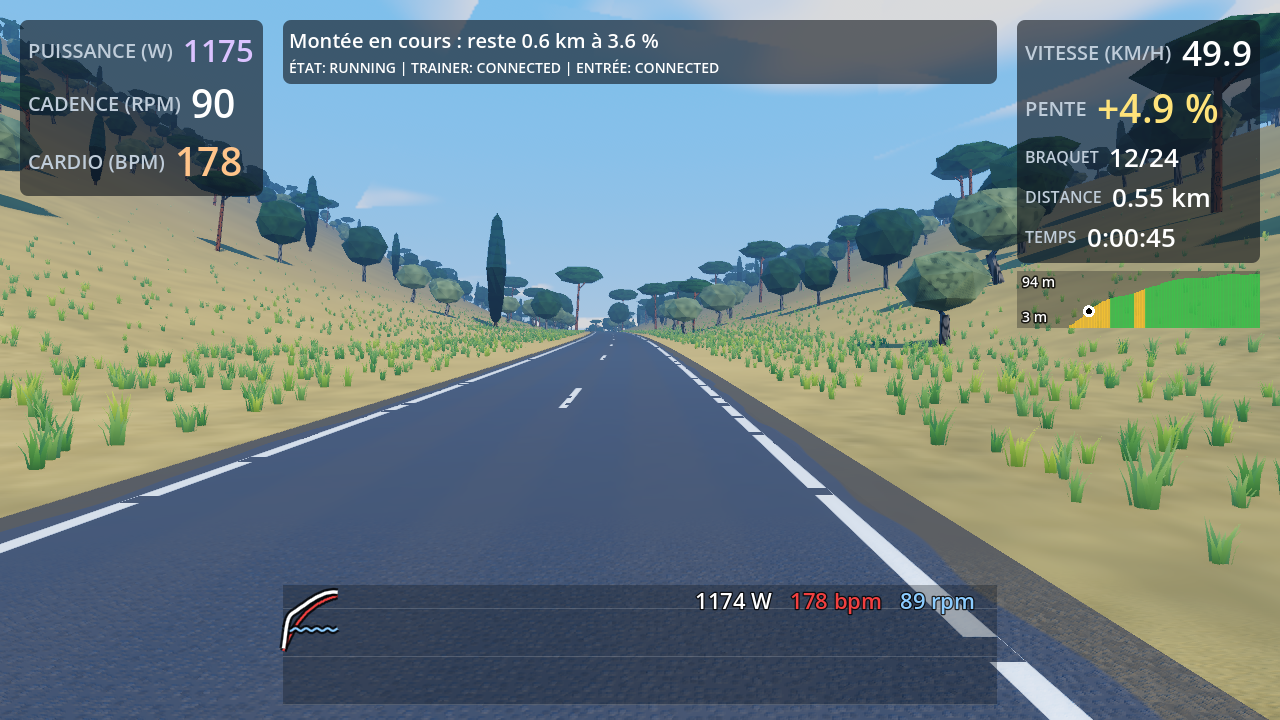 PUISSANCE (W) 1175
CADENCE (RPM) 90
CARDIO (BPM) 178
Montée en cours : reste 0.6 km à 3.6 %
ÉTAT: RUNNING | TRAINER: CONNECTED | ENTRÉE: CONNECTED
VITESSE (KM/H) 49.9
PENTE +4.9 %
BRAQUET 12/24
DISTANCE 0.55 km
TEMPS 0:00:45
94 m
3 m
1174 W 178 bpm 89 rpm